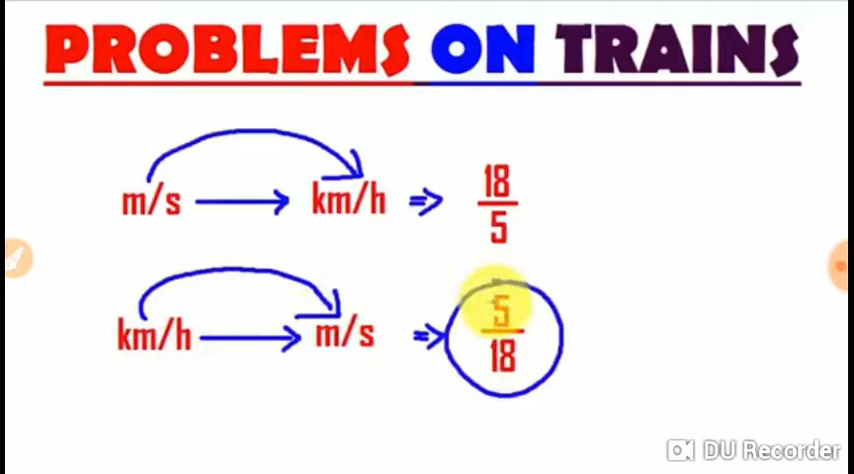 PROBLEMS ON TRAINS
m/s → km/h => 18/5
km/h → m/s => 5/18
DU Recorder